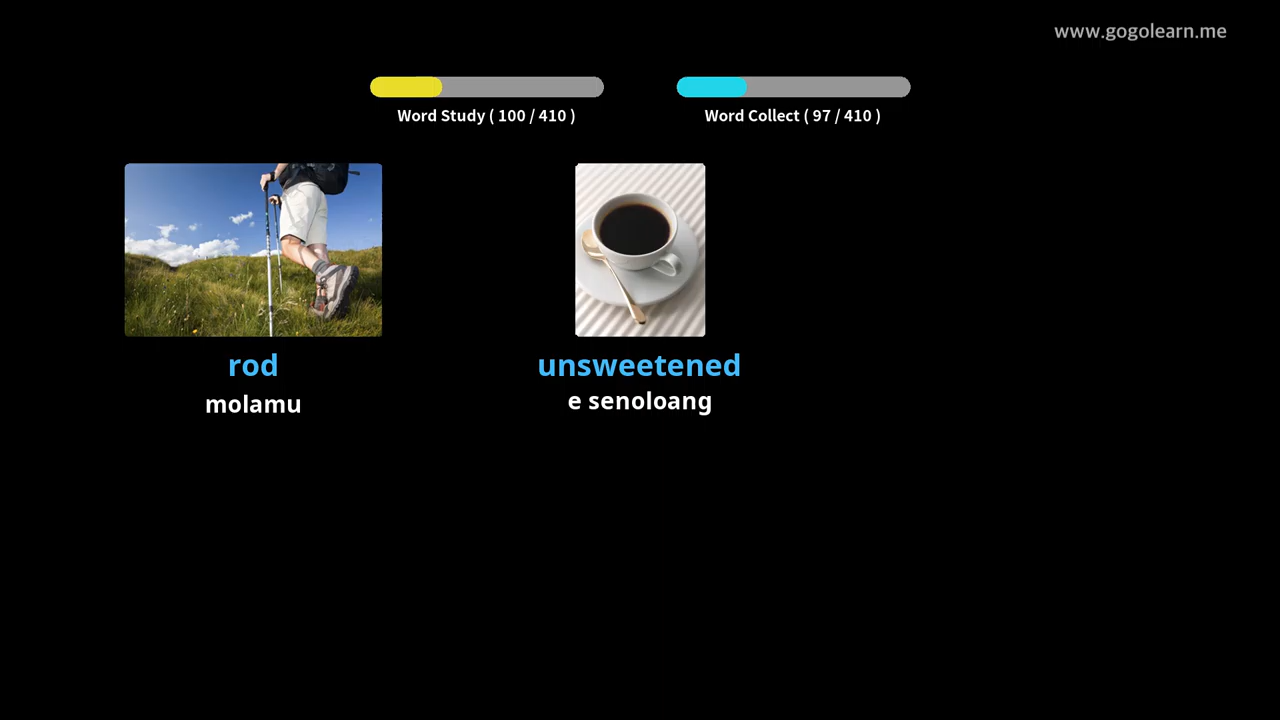 www.gogolearn.me
Word Study ( 100 / 410 )
Word Collect ( 97 / 410 )
rod
molamu
unsweetened
e senoloang